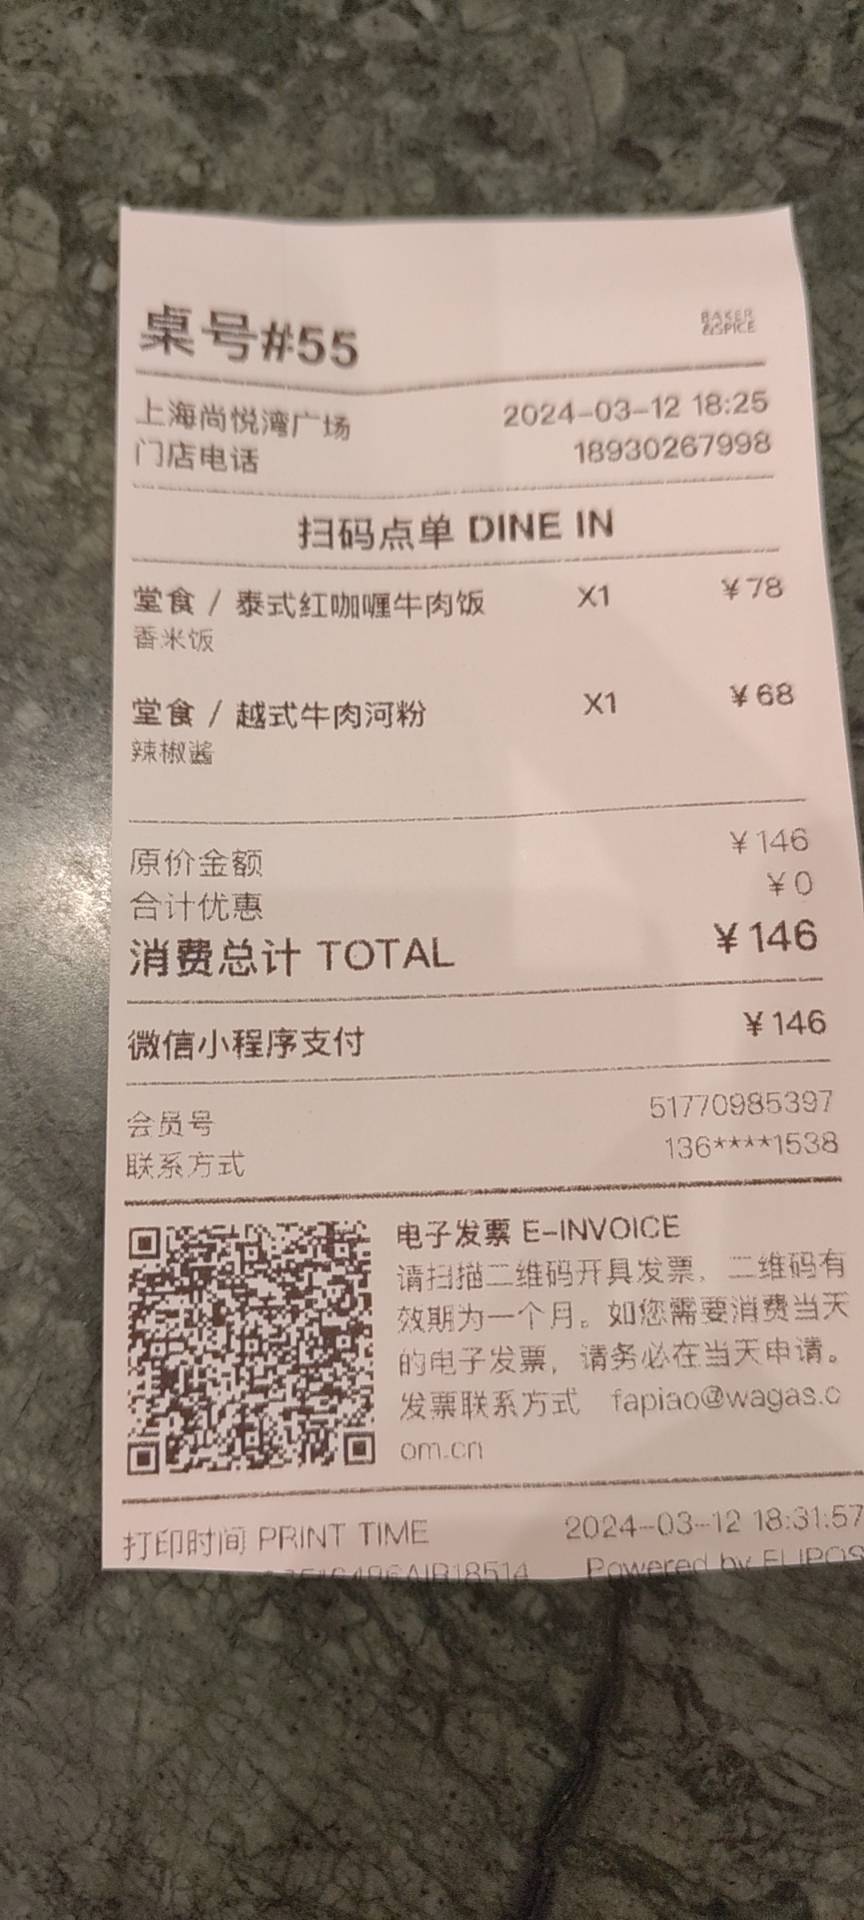 桌号#55
BAKER
&SPICE
上海尚悦湾广场 2024-03-12 18:25
门店电话 18930267998
扫码点单 DINE IN
堂食 / 泰式红咖喱牛肉饭 X1 ¥78
香米饭
堂食 / 越式牛肉河粉 X1 ¥68
辣椒酱
原价金额 ¥146
合计优惠 ¥0
消费总计 TOTAL ¥146
微信小程序支付 ¥146
会员号 51770985397
联系方式 136****1538
电子发票 E-INVOICE
请扫描二维码开具发票，二维码有
效期为一个月。如您需要消费当天
的电子发票，请务必在当天申请。
发票联系方式 fapiao@wagas.c
om.cn
打印时间 PRINT TIME 2024-03-12 18:31:57
Powered by